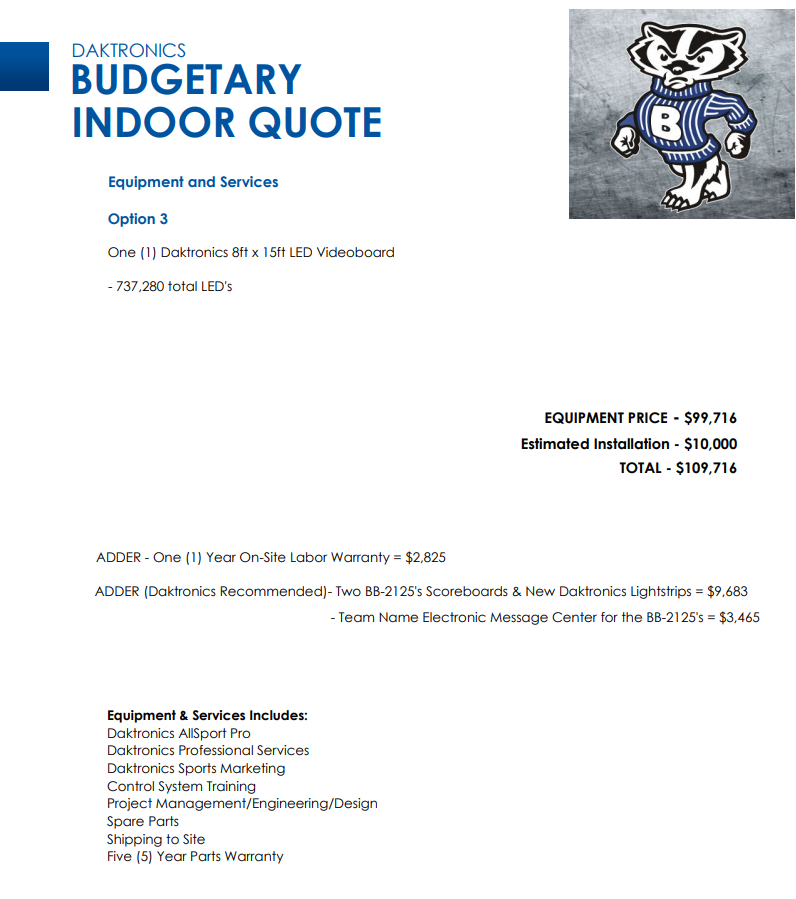 DAKTRONICS
BUDGETARY
INDOOR QUOTE
B
Equipment and Services
Option 3
One (1) Daktronics 8ft x 15ft LED Videoboard
- 737,280 total LED's
EQUIPMENT PRICE - $99,716
Estimated Installation - $10,000
TOTAL - $109,716
ADDER - One (1) Year On-Site Labor Warranty = $2,825
ADDER (Daktronics Recommended)- Two BB-2125's Scoreboards & New Daktronics Lightstrips = $9,683
- Team Name Electronic Message Center for the BB-2125's = $3,465
Equipment & Services Includes:
Daktronics AllSport Pro
Daktronics Professional Services
Daktronics Sports Marketing
Control System Training
Project Management/Engineering/Design
Spare Parts
Shipping to Site
Five (5) Year Parts Warranty